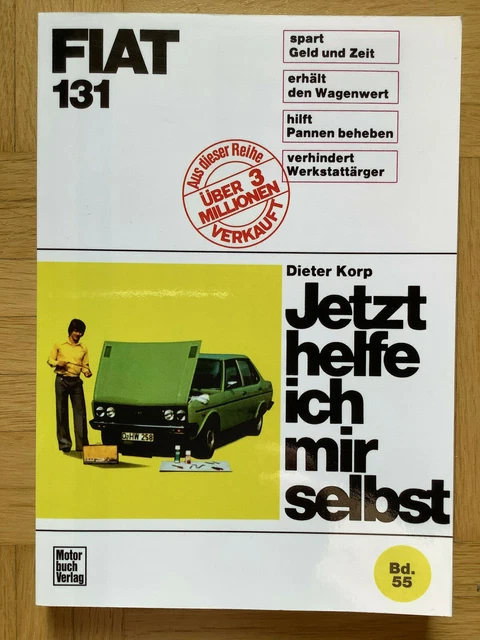 FIAT
131
spart
Geld und Zeit
erhält
den Wagenwert
hilft
Pannen beheben
verhindert
Werkstattärger
Aus dieser Reihe
ÜBER 3
MILLIONEN
VERKAUFT
Dieter Korp
Jetzt
helfe
ich
mir
selbst
Motor
buch
Verlag
Bd.
55